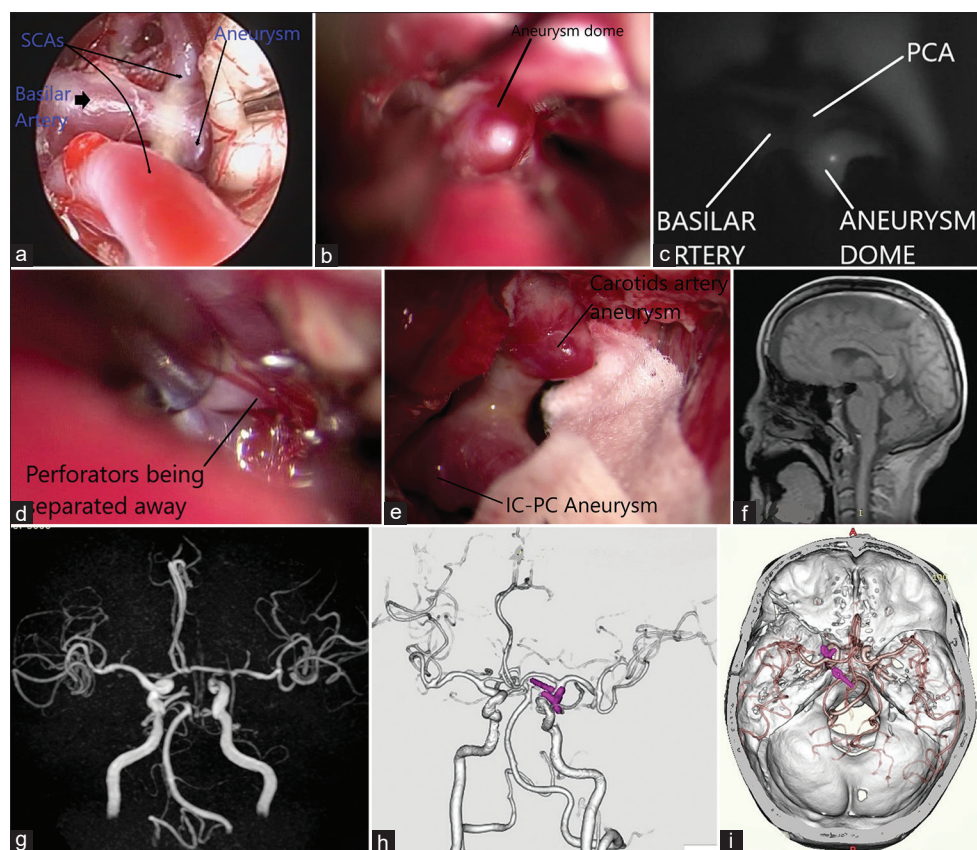 SCAs
Aneurysm
Basilar
Artery
a
Aneurysm dome
b
PCA
BASILAR
RTERY
ANEURYSM
DOME
c
Perforators being
separated away
d
Carotids artery
aneurysm
IC-PC Aneurysm
e
f
g
h
A
i